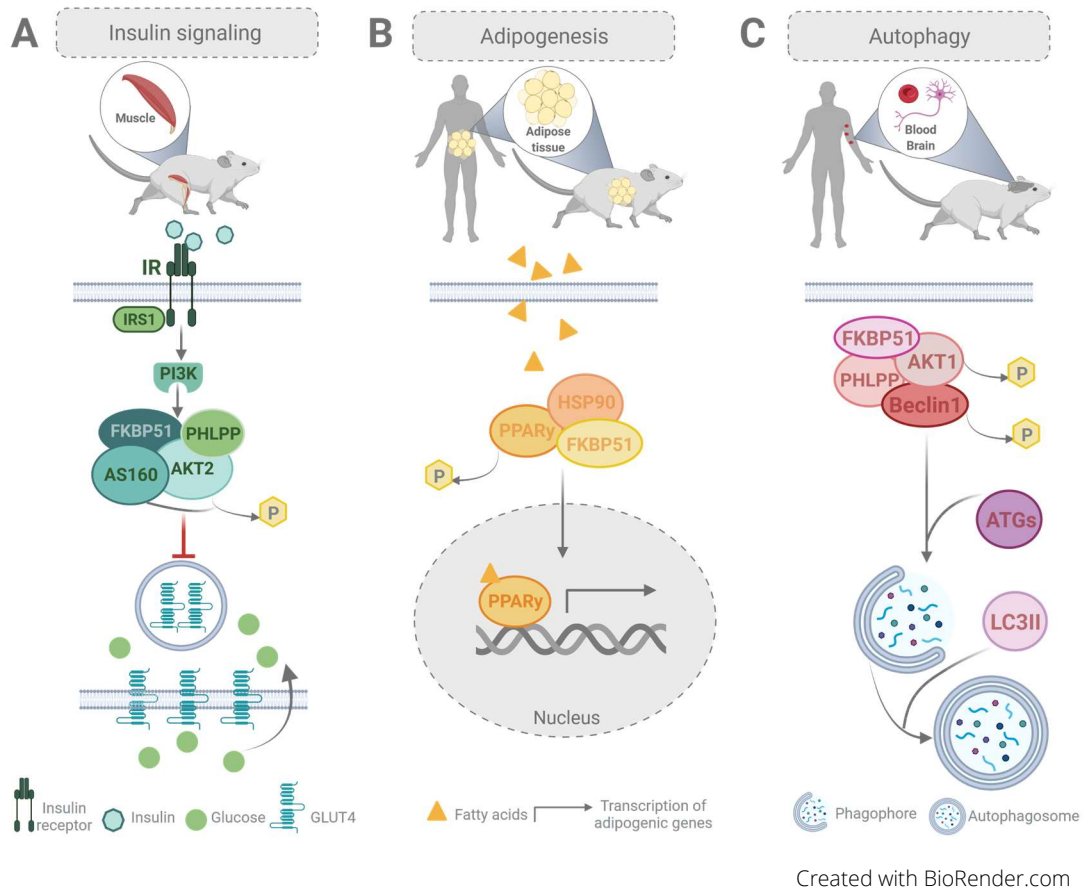 A
Insulin signaling
Muscle
IR
IRS1
PI3K
FKBP51
PHLPP
AS160
AKT2
P
Insulin
receptor
Insulin
Glucose
GLUT4
B
Adipogenesis
Adipose
tissue
HSP90
PPARy
FKBP51
P
PPARy
Nucleus
Fatty acids
Transcription of
adipogenic genes
C
Autophagy
Blood
Brain
FKBP51
AKT1
P
PHLPP
Beclin1
P
ATGs
LC3II
Phagophore
Autophagosome
Created with BioRender.com